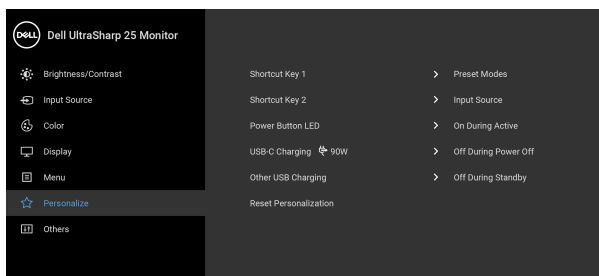 DELL Dell UltraSharp 25 Monitor
Brightness/Contrast
Input Source
Color
Display
Menu
Personalize
Others
Shortcut Key 1 > Preset Modes
Shortcut Key 2 > Input Source
Power Button LED > On During Active
USB-C Charging 90W > Off During Power Off
Other USB Charging > Off During Standby
Reset Personalization